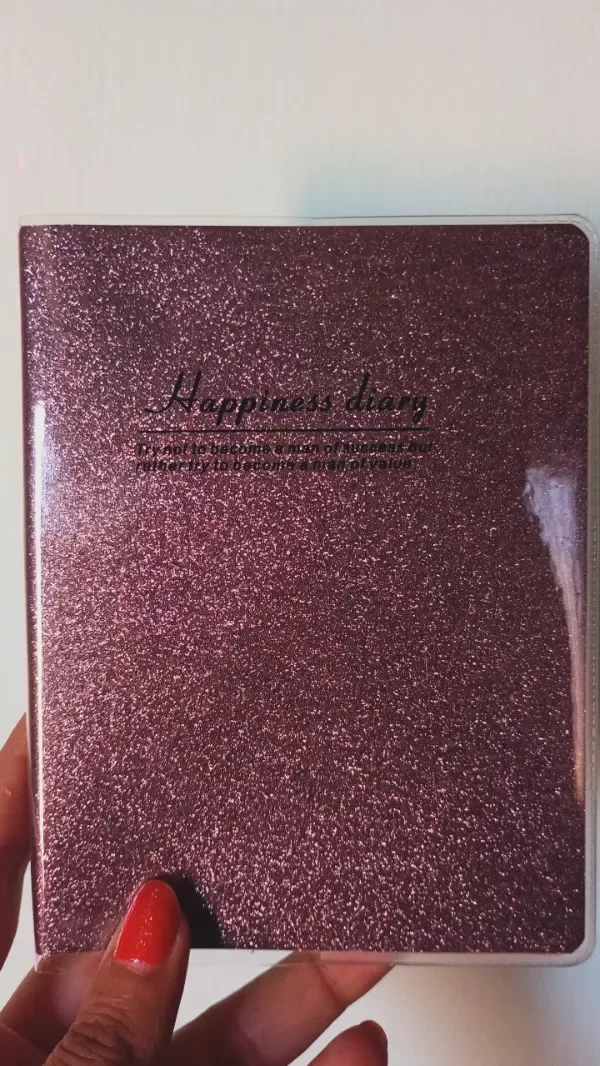 Happiness diary
Try not to become a man of success but
rather try to become a man of value